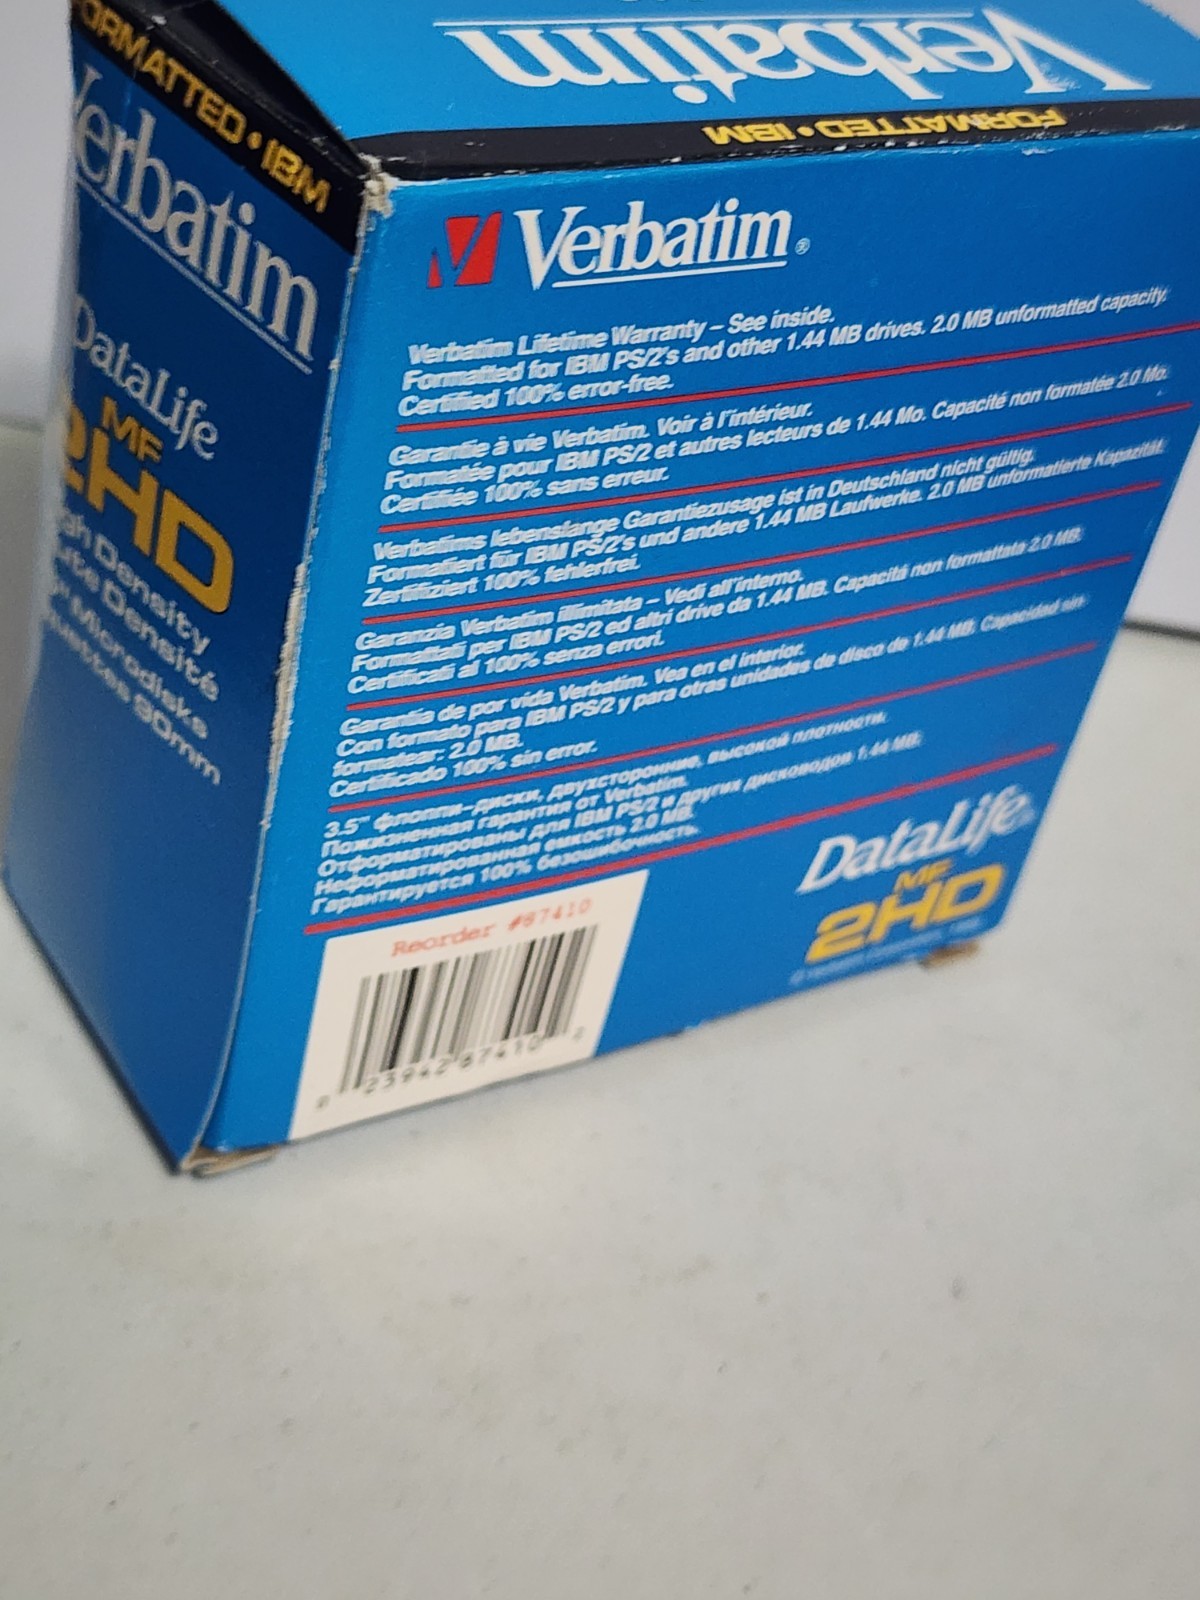 Verbatim
FORMATTED • IBM
FORMATTED • IBM
Verbatim
DataLife
MF
2HD
Density
Densité
Microdisks
90mm
Verbatim®
Verbatim Lifetime Warranty – See inside.
Formatted for IBM PS/2's and other 1.44 MB drives. 2.0 MB unformatted capacity.
Certified 100% error-free.
Garantie à vie Verbatim. Voir à l'intérieur.
Formatée pour IBM PS/2 et autres lecteurs de 1.44 Mo. Capacité non formatée 2.0 Mo.
Certifiée 100% sans erreur.
Verbatims lebenslange Garantiezusage ist in Deutschland nicht gültig.
Formatiert für IBM PS/2's und andere 1.44 MB Laufwerke. 2.0 MB unformatierte Kapazität.
Zertifiziert 100% fehlerfrei.
Garanzia Verbatim illimitata – Vedi all'interno.
Formattati per IBM PS/2 ed altri drive da 1.44 MB. Capacitá non formattata 2.0 MB.
Certificati al 100% senza errori.
Garantía de por vida Verbatim. Vea en el interior.
Con formato para IBM PS/2 y para otras unidades de disco de 1.44 MB. Capacidad sin
formatear: 2.0 MB.
Certificado 100% sin error.
3.5" флоппи-диски, двухсторонние, высокой плотности.
Пожизненная гарантия от Verbatim.
Отформатированы для IBM PS/2 и других дисководов 1.44 MB.
Неформатированная емкость 2.0 MB.
Гарантируется 100% безошибочность.
Reorder #87410
0 23942 87410
DataLife®
MF
2HD